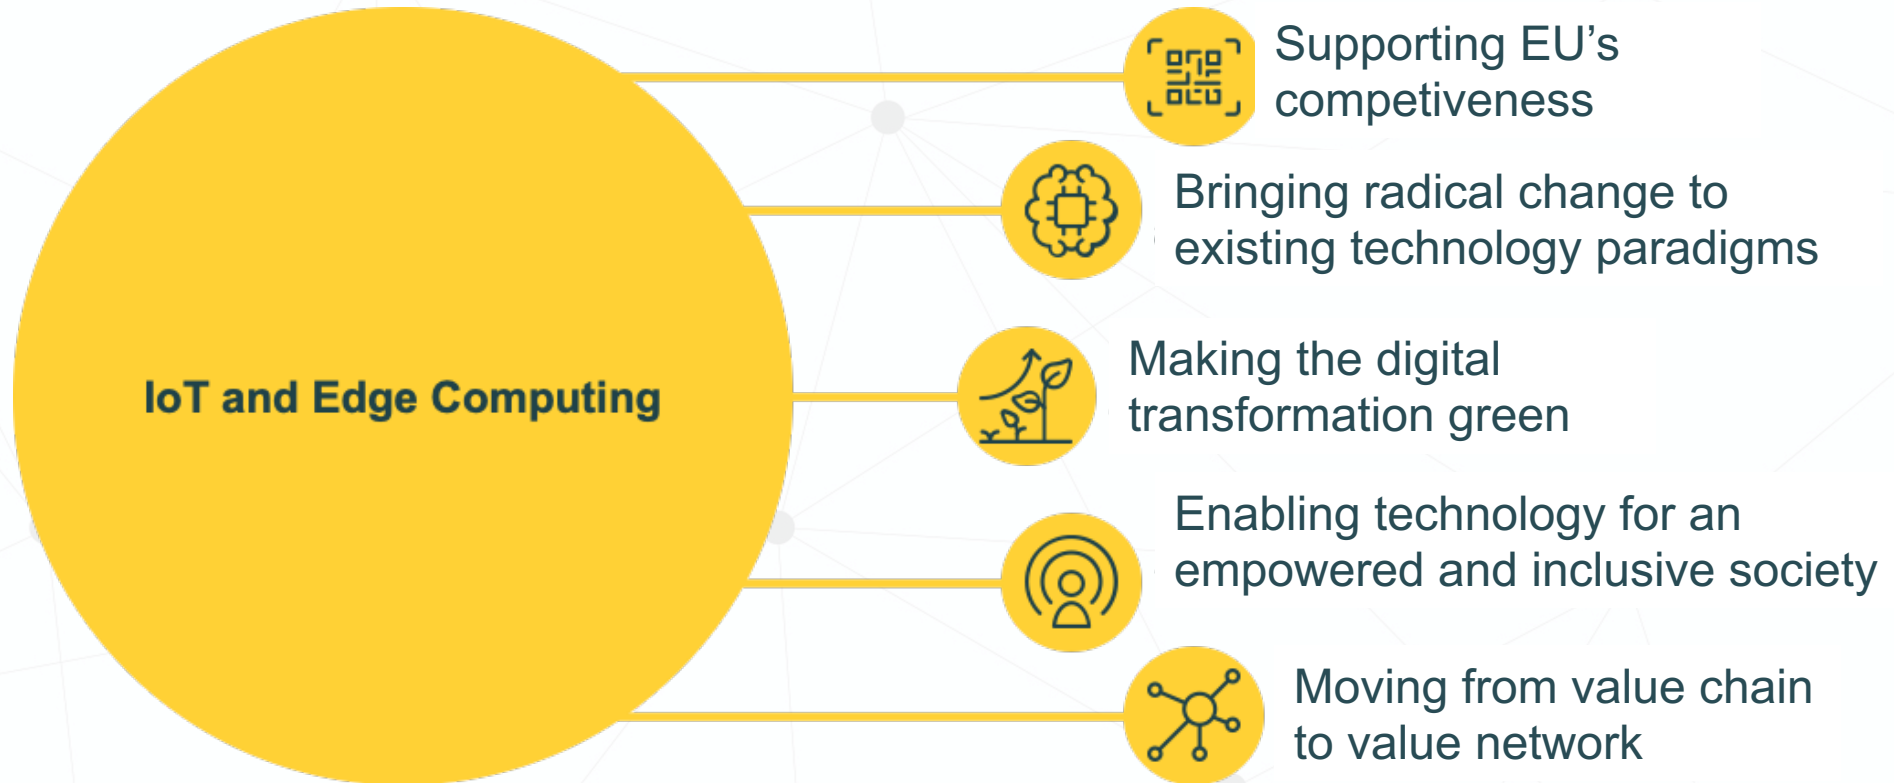 IoT and Edge Computing
Supporting EU’s
competiveness
Bringing radical change to
existing technology paradigms
Making the digital
transformation green
Enabling technology for an
empowered and inclusive society
Moving from value chain
to value network